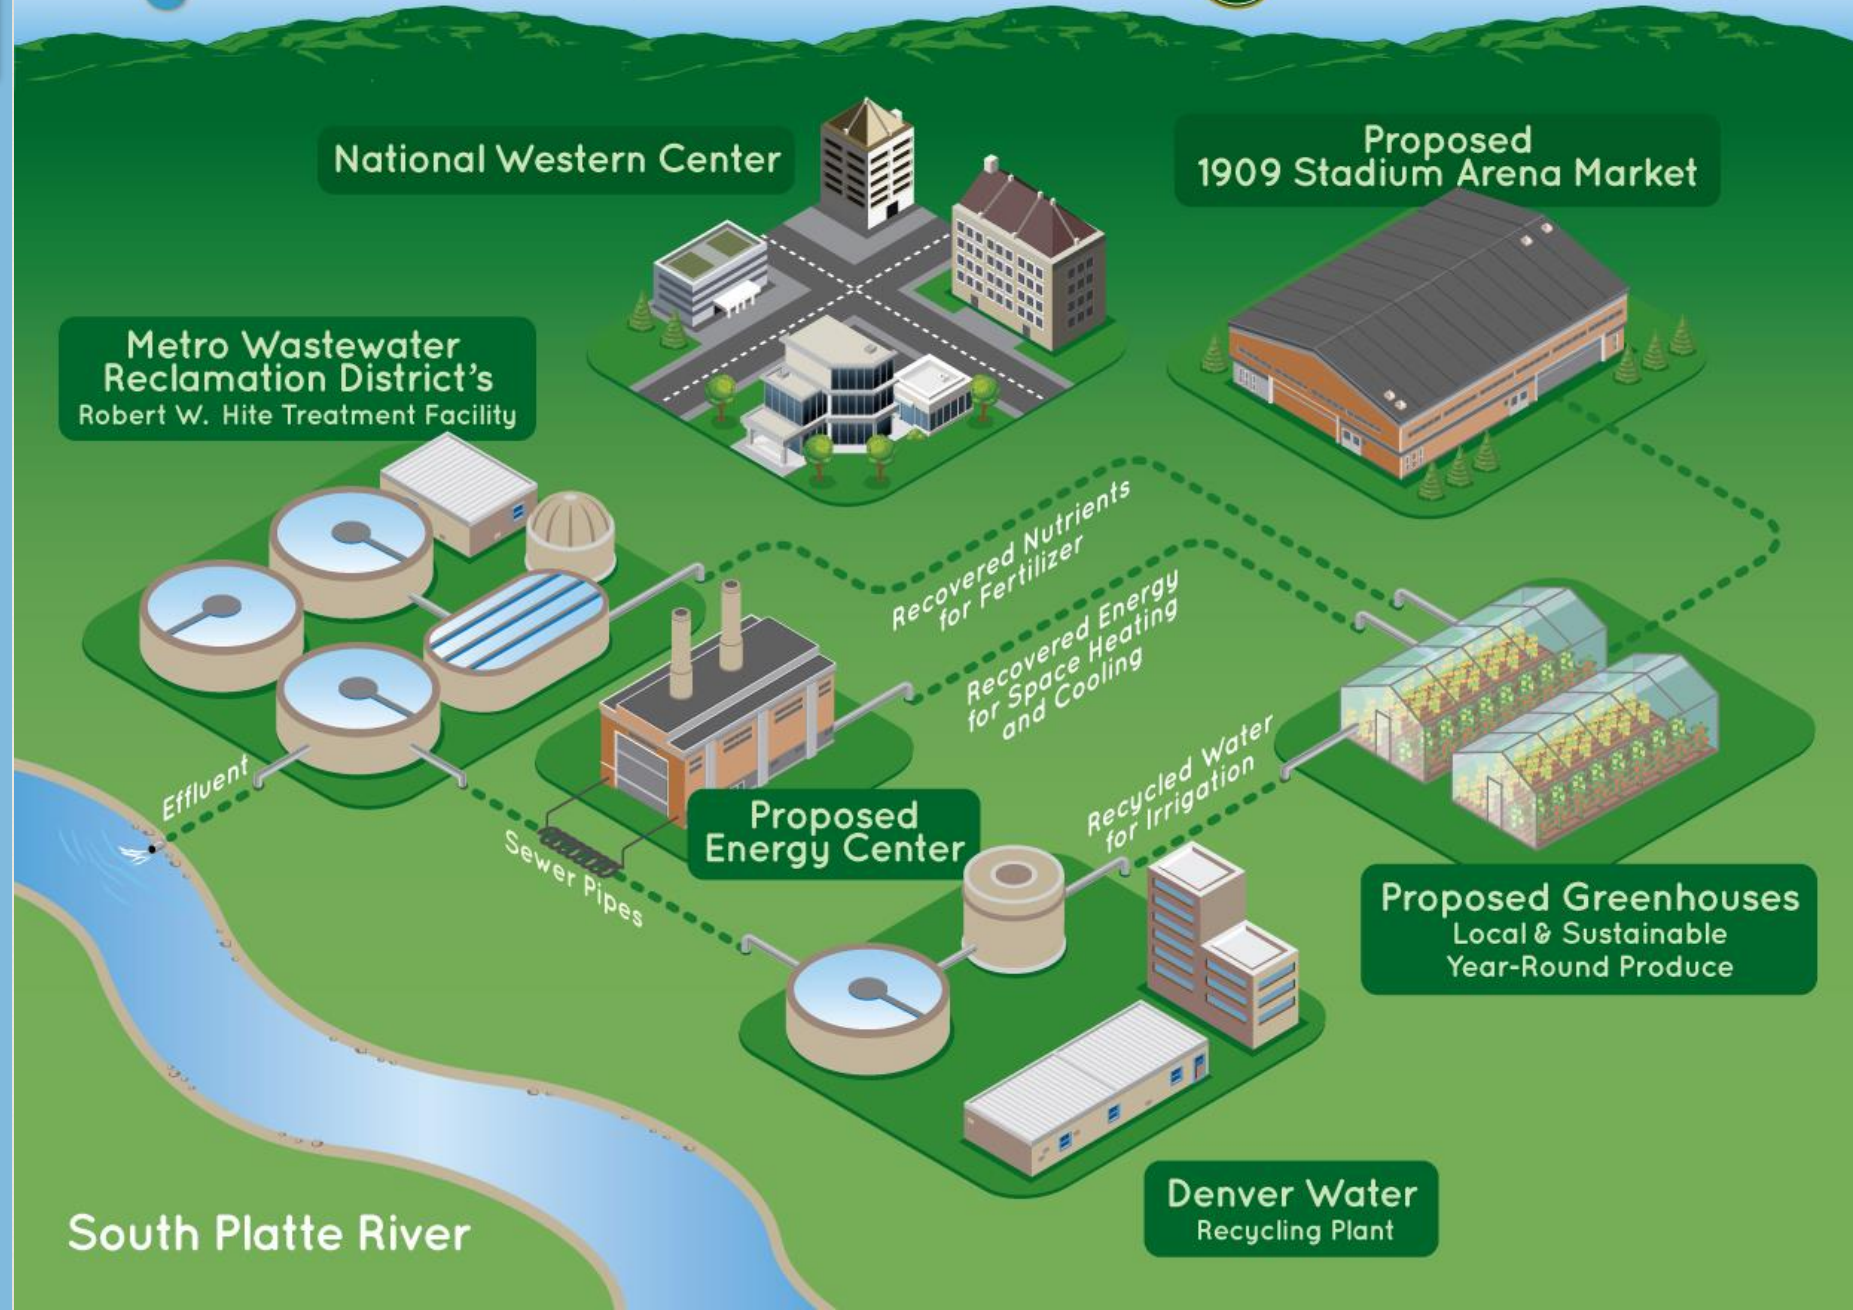 National Western Center
Proposed
1909 Stadium Arena Market
Metro Wastewater
Reclamation District's
Robert W. Hite Treatment Facility
Recovered Nutrients
for Fertilizer
Recovered Energy
for Space Heating
and Cooling
Effluent
Sewer Pipes
Proposed
Energy Center
Recycled Water
for Irrigation
Proposed Greenhouses
Local & Sustainable
Year-Round Produce
Denver Water
Recycling Plant
South Platte River